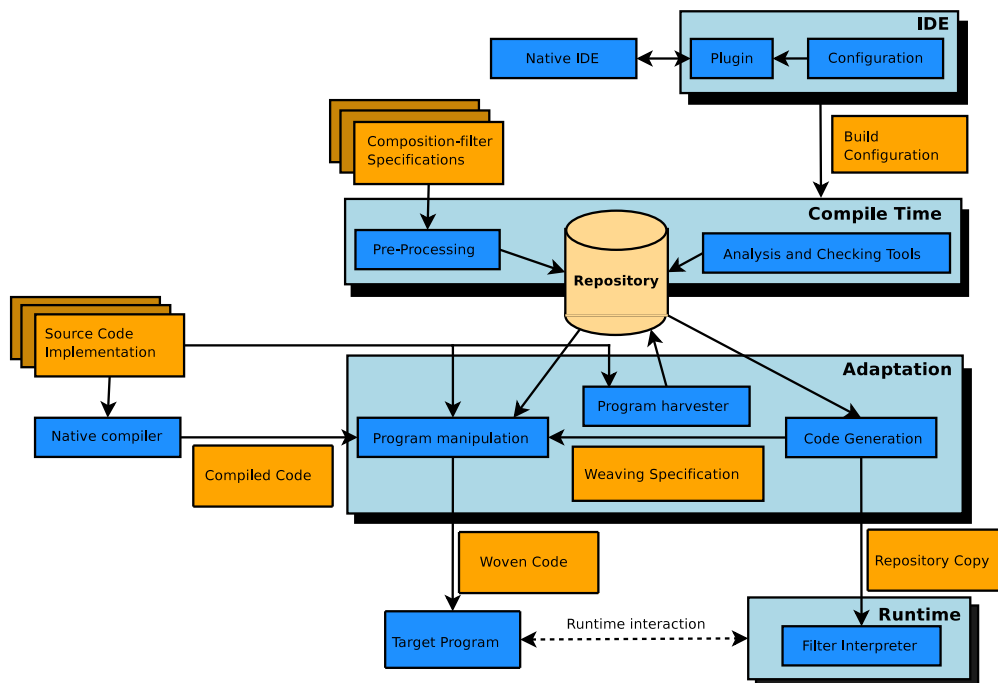 IDE
Native IDE
Plugin
Configuration
Composition-filter
Specifications
Build
Configuration
Compile Time
Pre-Processing
Analysis and Checking Tools
Repository
Source Code
Implementation
Adaptation
Program harvester
Native compiler
Program manipulation
Code Generation
Compiled Code
Weaving Specification
Woven Code
Repository Copy
Runtime
Runtime interaction
Target Program
Filter Interpreter